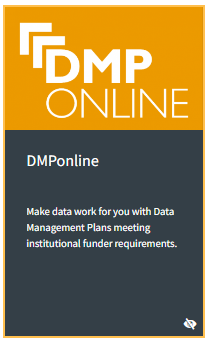 DMP
ONLINE
DMPonline
Make data work for you with Data
Management Plans meeting
institutional funder requirements.